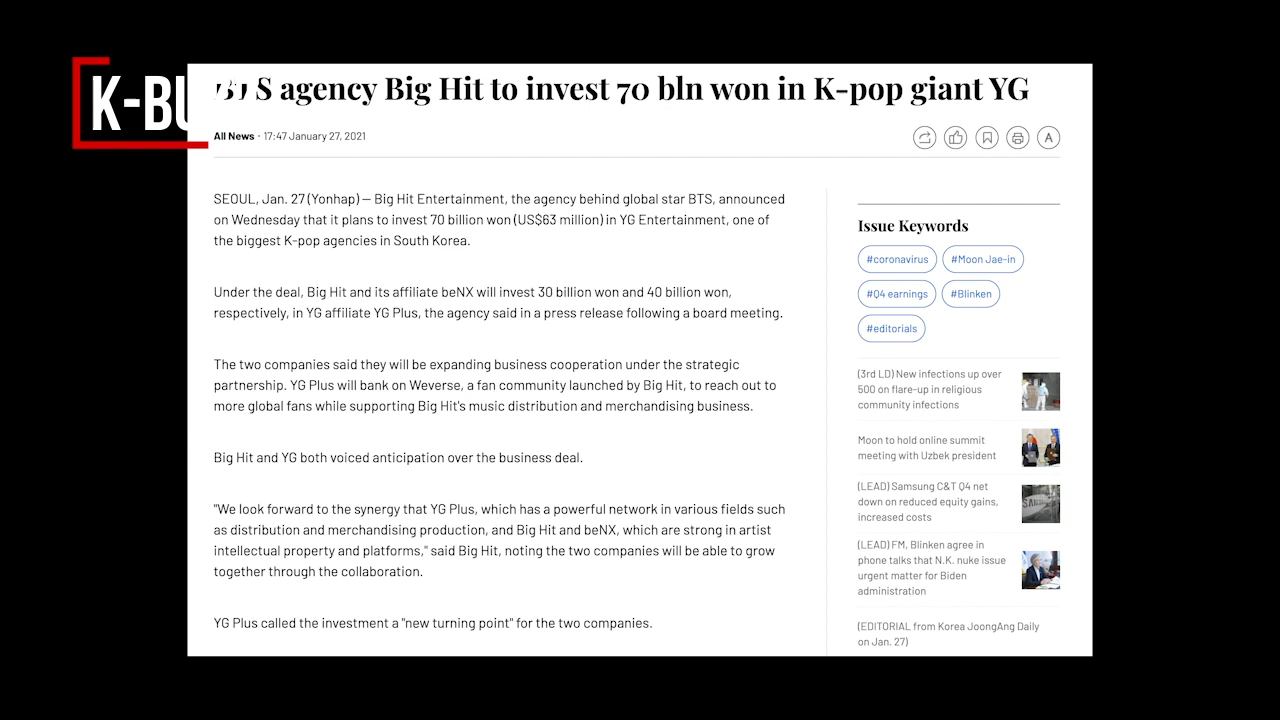 K-BU
BTS agency Big Hit to invest 70 bln won in K-pop giant YG
All News · 17:47 January 27, 2021
A
SEOUL, Jan. 27 (Yonhap) — Big Hit Entertainment, the agency behind global star BTS, announced
on Wednesday that it plans to invest 70 billion won (US$63 million) in YG Entertainment, one of
the biggest K-pop agencies in South Korea.
Under the deal, Big Hit and its affiliate beNX will invest 30 billion won and 40 billion won,
respectively, in YG affiliate YG Plus, the agency said in a press release following a board meeting.
The two companies said they will be expanding business cooperation under the strategic
partnership. YG Plus will bank on Weverse, a fan community launched by Big Hit, to reach out to
more global fans while supporting Big Hit's music distribution and merchandising business.
Big Hit and YG both voiced anticipation over the business deal.
"We look forward to the synergy that YG Plus, which has a powerful network in various fields such
as distribution and merchandising production, and Big Hit and beNX, which are strong in artist
intellectual property and platforms," said Big Hit, noting the two companies will be able to grow
together through the collaboration.
YG Plus called the investment a "new turning point" for the two companies.
Issue Keywords
#coronavirus #Moon Jae-in
#Q4 earnings #Blinken
#editorials
(3rd LD) New infections up over
500 on flare-up in religious
community infections
Moon to hold online summit
meeting with Uzbek president
(LEAD) Samsung C&T Q4 net
down on reduced equity gains,
increased costs
(LEAD) FM, Blinken agree in
phone talks that N.K. nuke issue
urgent matter for Biden
administration
(EDITORIAL from Korea JoongAng Daily
on Jan. 27)